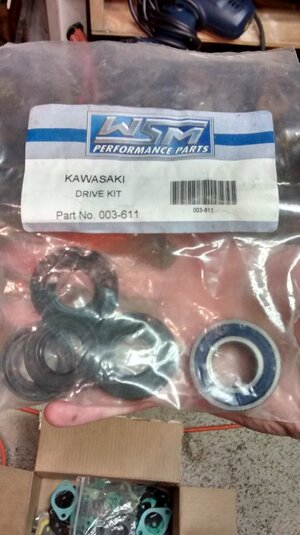 WSM
PERFORMANCE PARTS
KAWASAKI
DRIVE KIT
Part No. 003-611
003-611